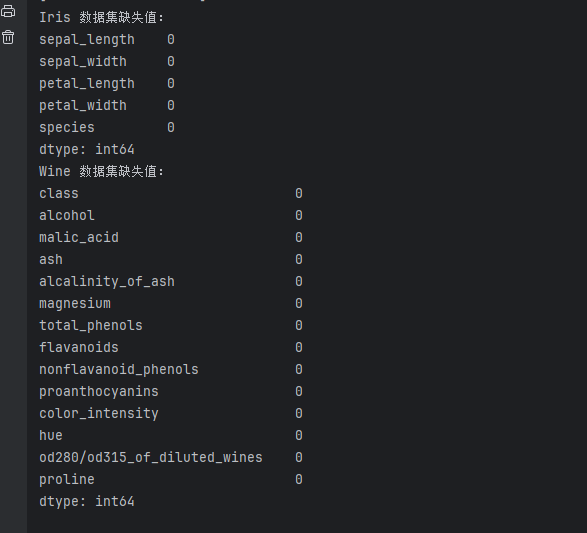 Iris 数据集缺失值:
sepal_length    0
sepal_width     0
petal_length    0
petal_width     0
species         0
dtype: int64
Wine 数据集缺失值:
class                           0
alcohol                         0
malic_acid                      0
ash                             0
alcalinity_of_ash               0
magnesium                       0
total_phenols                   0
flavanoids                      0
nonflavanoid_phenols            0
proanthocyanins                 0
color_intensity                 0
hue                             0
od280/od315_of_diluted_wines    0
proline                         0
dtype: int64